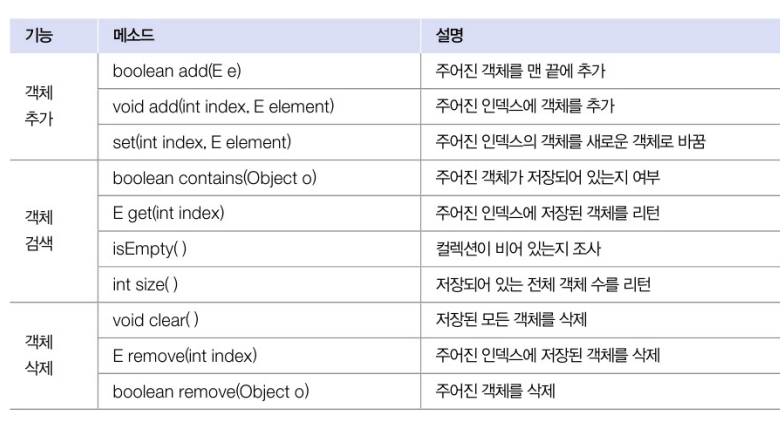 기능 메소드 설명
객체 추가
boolean add(E e) 주어진 객체를 맨 끝에 추가
void add(int index, E element) 주어진 인덱스에 객체를 추가
set(int index, E element) 주어진 인덱스의 객체를 새로운 객체로 바꿈
객체 검색
boolean contains(Object o) 주어진 객체가 저장되어 있는지 여부
E get(int index) 주어진 인덱스에 저장된 객체를 리턴
isEmpty( ) 컬렉션이 비어 있는지 조사
int size( ) 저장되어 있는 전체 객체 수를 리턴
객체 삭제
void clear( ) 저장된 모든 객체를 삭제
E remove(int index) 주어진 인덱스에 저장된 객체를 삭제
boolean remove(Object o) 주어진 객체를 삭제